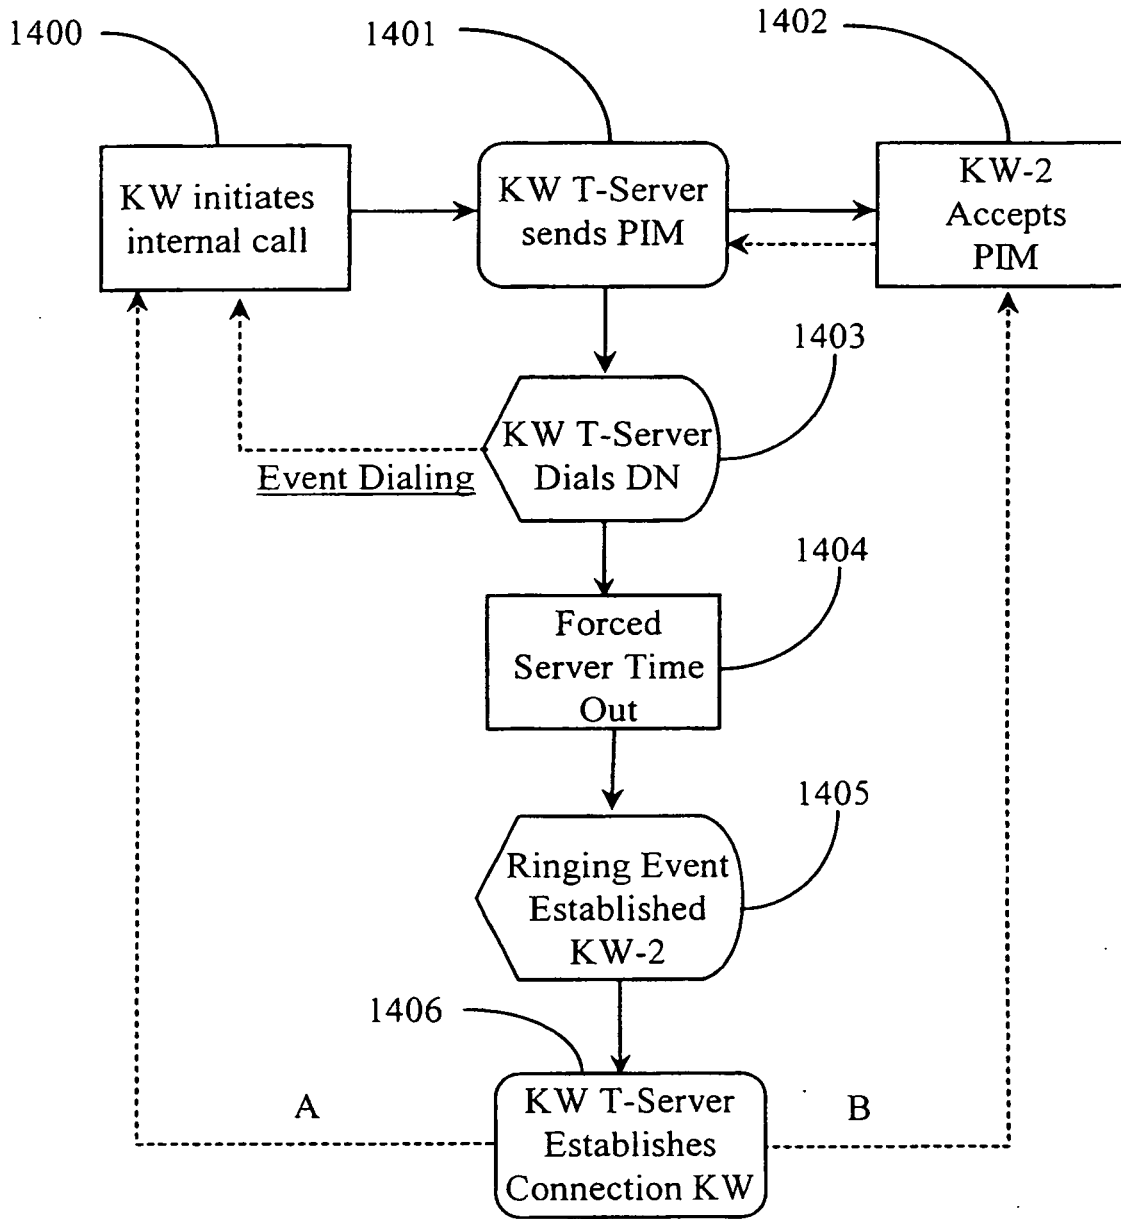 1400
1401
1402
KW initiates
internal call
KW T-Server
sends PIM
KW-2
Accepts
PIM
1403
KW T-Server
Dials DN
Event Dialing
1404
Forced
Server Time
Out
1405
Ringing Event
Established
KW-2
1406
A
KW T-Server
Establishes
Connection KW
B